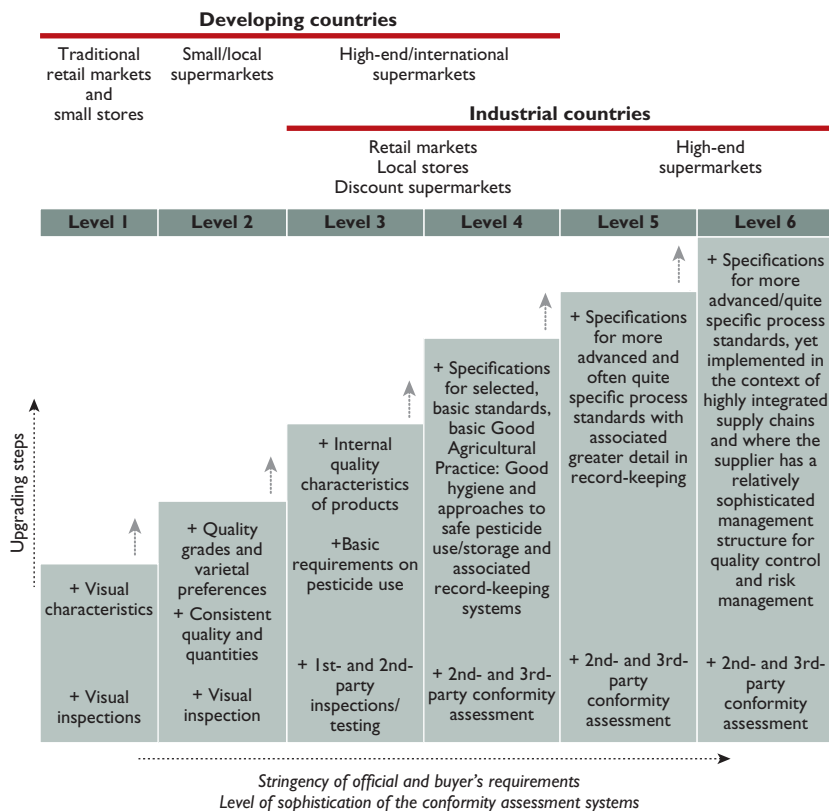 Developing countries
Traditional
retail markets
and
small stores
Small/local
supermarkets
High-end/international
supermarkets
Industrial countries
Retail markets
Local stores
Discount supermarkets
High-end
supermarkets
Level 1
Level 2
Level 3
Level 4
Level 5
Level 6
Upgrading steps
+ Visual
characteristics
+ Visual
inspections
+ Quality
grades and
varietal
preferences
+ Consistent
quality and
quantities
+ Visual
inspection
+ Internal
quality
characteristics
of products
+Basic
requirements on
pesticide use
+ 1st- and 2nd-
party
inspections/
testing
+ Specifications
for selected,
basic standards,
basic Good
Agricultural
Practice: Good
hygiene and
approaches to
safe pesticide
use/storage and
associated
record-keeping
systems
+ 2nd- and 3rd-
party conformity
assessment
+ Specifications
for more
advanced and
often quite
specific process
standards with
associated
greater detail in
record-keeping
+ 2nd- and 3rd-
party
conformity
assessment
+ Specifications
for more
advanced/quite
specific process
standards, yet
implemented in
the context of
highly integrated
supply chains
and where the
supplier has a
relatively
sophisticated
management
structure for
quality control
and risk
management
+ 2nd- and 3rd-
party
conformity
assessment
Stringency of official and buyer's requirements
Level of sophistication of the conformity assessment systems